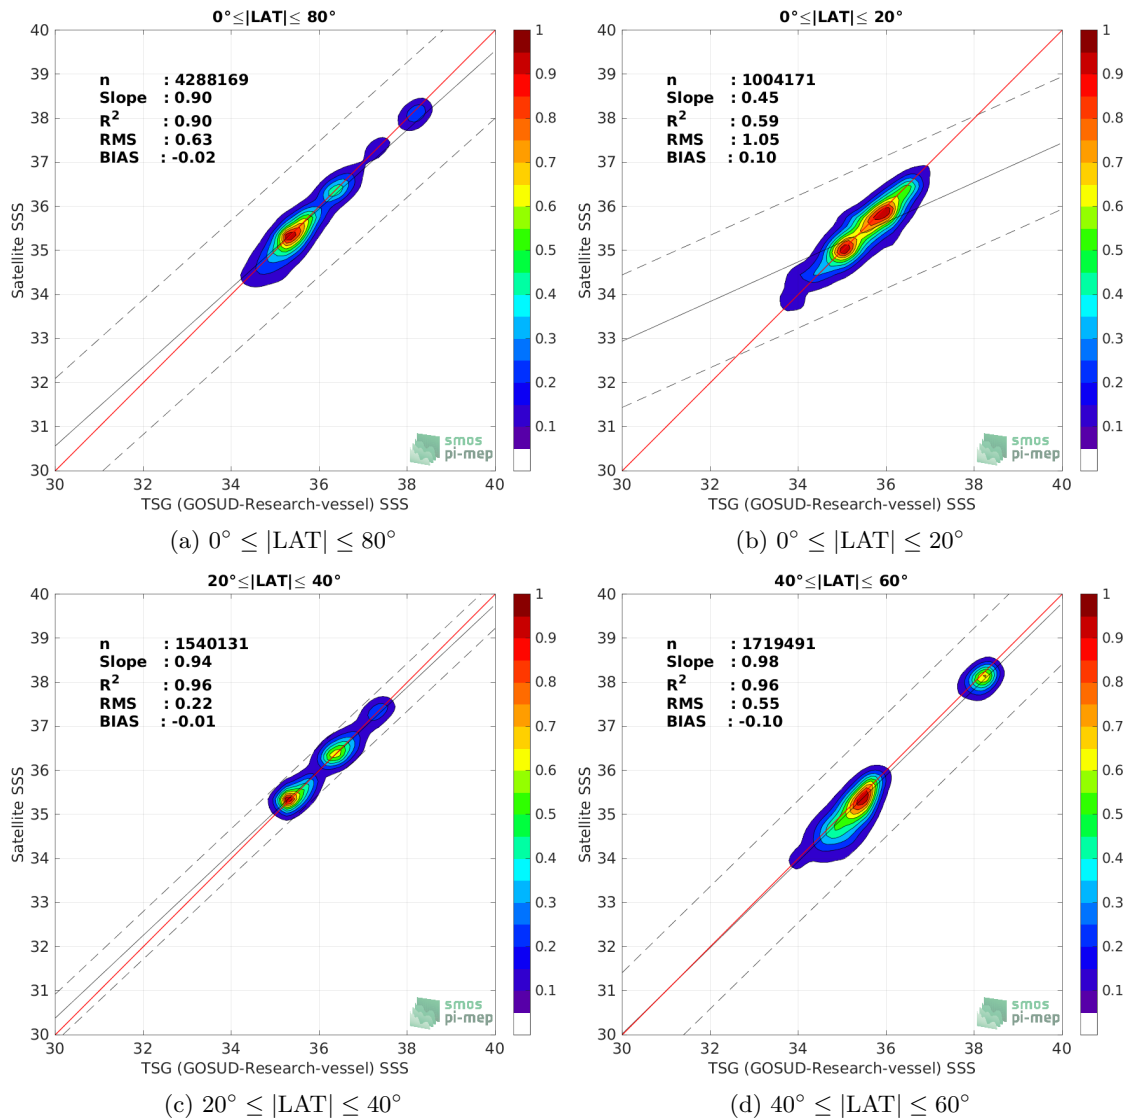 0°≤|LAT|≤ 80°
40
39
38
37
36
35
34
33
32
31
30
Satellite SSS
n : 4288169
Slope : 0.90
R² : 0.90
RMS : 0.63
BIAS : -0.02
smos
pi-mep
30 32 34 36 38 40
TSG (GOSUD-Research-vessel) SSS
1
0.9
0.8
0.7
0.6
0.5
0.4
0.3
0.2
0.1
(a) 0° ≤ |LAT| ≤ 80°
0°≤|LAT|≤ 20°
40
39
38
37
36
35
34
33
32
31
30
Satellite SSS
n : 1004171
Slope : 0.45
R² : 0.59
RMS : 1.05
BIAS : 0.10
smos
pi-mep
30 32 34 36 38 40
TSG (GOSUD-Research-vessel) SSS
1
0.9
0.8
0.7
0.6
0.5
0.4
0.3
0.2
0.1
(b) 0° ≤ |LAT| ≤ 20°
20°≤|LAT|≤ 40°
40
39
38
37
36
35
34
33
32
31
30
Satellite SSS
n : 1540131
Slope : 0.94
R² : 0.96
RMS : 0.22
BIAS : -0.01
smos
pi-mep
30 32 34 36 38 40
TSG (GOSUD-Research-vessel) SSS
1
0.9
0.8
0.7
0.6
0.5
0.4
0.3
0.2
0.1
(c) 20° ≤ |LAT| ≤ 40°
40°≤|LAT|≤ 60°
40
39
38
37
36
35
34
33
32
31
30
Satellite SSS
n : 1719491
Slope : 0.98
R² : 0.96
RMS : 0.55
BIAS : -0.10
smos
pi-mep
30 32 34 36 38 40
TSG (GOSUD-Research-vessel) SSS
1
0.9
0.8
0.7
0.6
0.5
0.4
0.3
0.2
0.1
(d) 40° ≤ |LAT| ≤ 60°